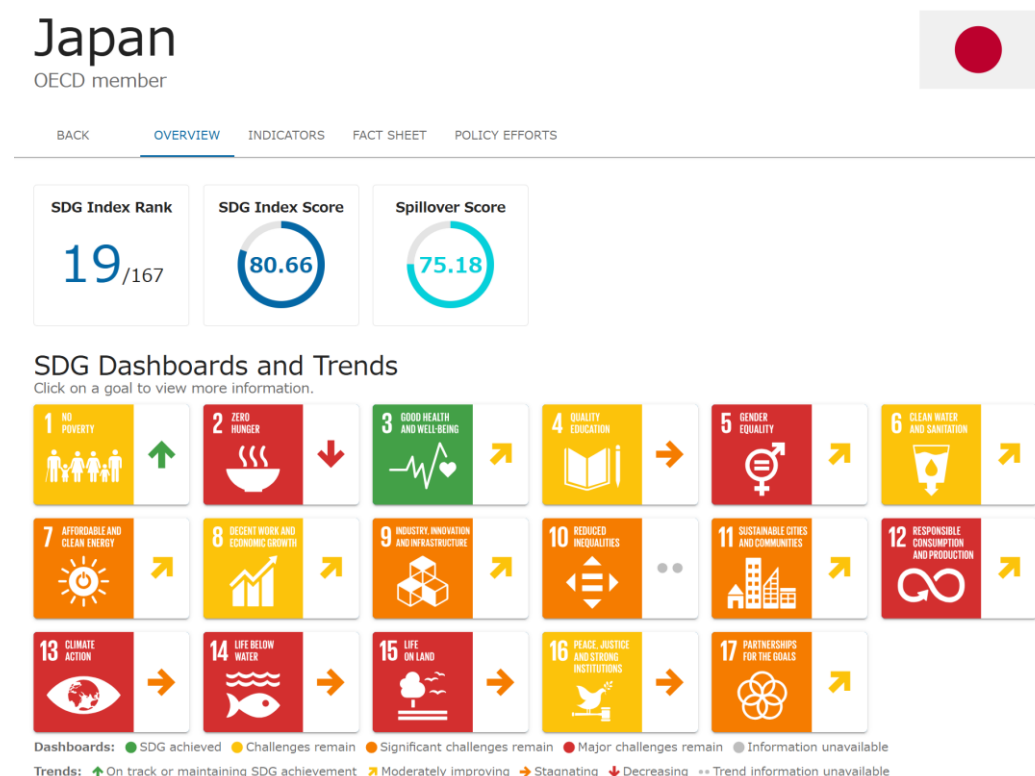 Japan
OECD member
BACK OVERVIEW INDICATORS FACT SHEET POLICY EFFORTS
SDG Index Rank
19/167
SDG Index Score
80.66
Spillover Score
75.18
SDG Dashboards and Trends
Click on a goal to view more information.
1 NO
POVERTY
2 ZERO
HUNGER
3 GOOD HEALTH
AND WELL-BEING
4 QUALITY
EDUCATION
5 GENDER
EQUALITY
6 CLEAN WATER
AND SANITATION
7 AFFORDABLE AND
CLEAN ENERGY
8 DECENT WORK AND
ECONOMIC GROWTH
9 INDUSTRY, INNOVATION
AND INFRASTRUCTURE
10 REDUCED
INEQUALITIES
11 SUSTAINABLE CITIES
AND COMMUNITIES
12 RESPONSIBLE
CONSUMPTION
AND PRODUCTION
13 CLIMATE
ACTION
14 LIFE BELOW
WATER
15 LIFE
ON LAND
16 PEACE, JUSTICE
AND STRONG
INSTITUTIONS
17 PARTNERSHIPS
FOR THE GOALS
Dashboards: SDG achieved Challenges remain Significant challenges remain Major challenges remain Information unavailable
Trends: On track or maintaining SDG achievement Moderately improving Stagnating Decreasing Trend information unavailable